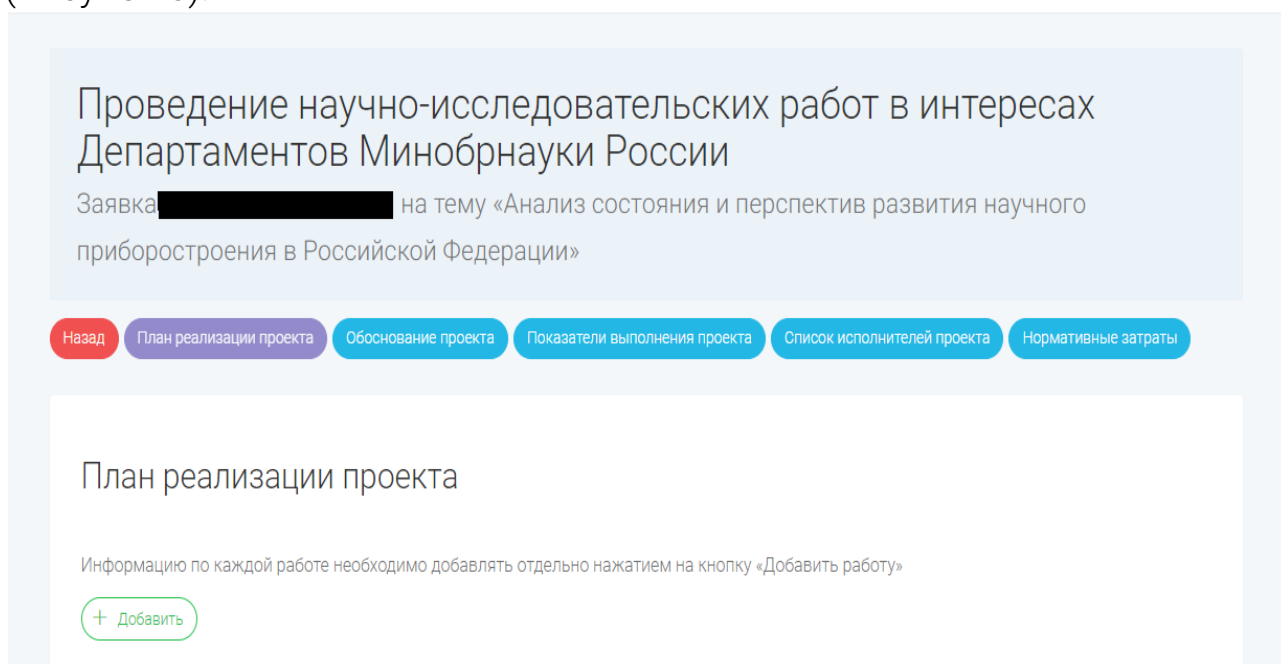 Проведение научно-исследовательских работ в интересах
Департаментов Минобрнауки России
Заявка на тему «Анализ состояния и перспектив развития научного
приборостроения в Российской Федерации»
Назад План реализации проекта Обоснование проекта Показатели выполнения проекта Список исполнителей проекта Нормативные затраты
План реализации проекта
Информацию по каждой работе необходимо добавлять отдельно нажатием на кнопку «Добавить работу»
+ Добавить